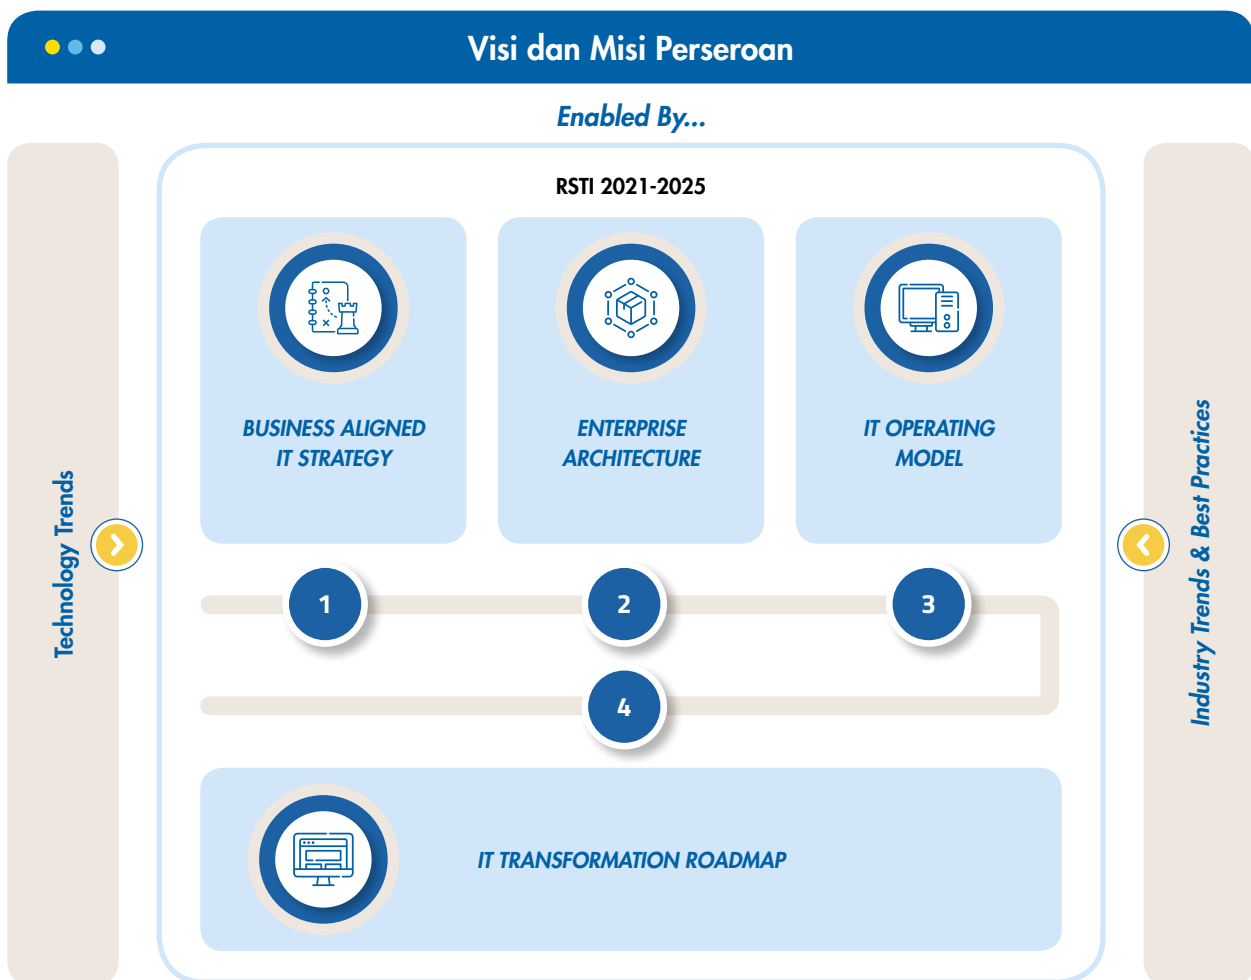 Visi dan Misi Perseroan
Enabled By...
Technology Trends
RSTI 2021-2025
BUSINESS ALIGNED
IT STRATEGY
ENTERPRISE
ARCHITECTURE
IT OPERATING
MODEL
1
2
3
4
IT TRANSFORMATION ROADMAP
Industry Trends & Best Practices